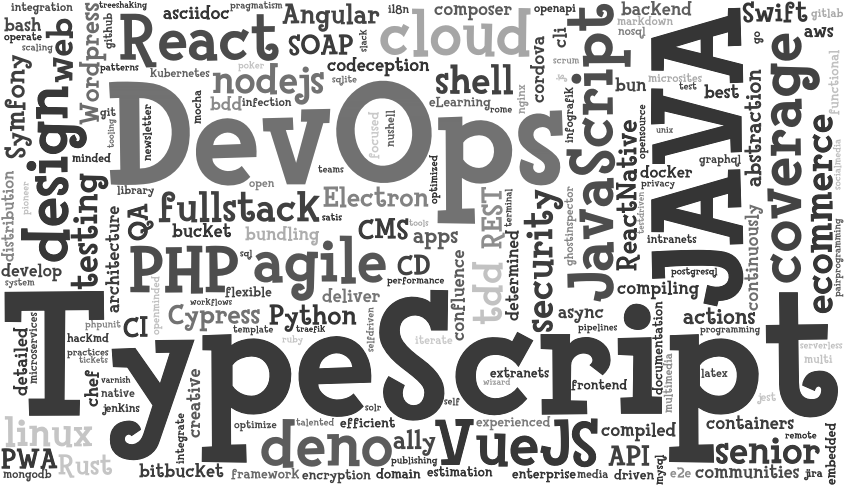 integration
treeshaking
pragmatism
asciidoc
Angular
i18n
composer
openapi
backend
Swift
gitlab
bash
github
React
SOAP
slack
cloud
cli
markdown
nosql
go
aws
operate
scaling
Wordpress
patterns
Kubernetes
poker
codeception
cordova
scrum
JavaScript
JAVA
functional
Symfony
web
design
nodejs
sqlite
shell
nginx
infografik
bun
microsites
test
best
abstraction
coverage
git
tooling
newsletter
mocha
bdd
infection
DevOps
focused
nushell
eLearning
rome
opensource
unix
graphql
ecommerce
minded
teams
optimized
ReactNative
docker
privacy
socialmedia
distribution
pioneer
testing
library
open
Electron
REST
terminal
security
ghostinspector
testdriven
continuously
architecture
QA
fullstack
satis
CMS
tools
bucket
bundling
apps
determined
intranets
pairprogramming
develop
system
PHP
sql
agile
CD
performance
confluence
tdd
postgresql
openminded
workflows
flexible
deliver
compiling
TypeScript
microservices
detailed
phpunit
CI
Cypress
Python
template
traefik
selfdriven
iterate
async
pipelines
actions
programming
hackmd
practices
tickets
ruby
documentation
serverless
multi
chef
varnish
native
jenkins
creative
integrate
extranets
wizard
frontend
multimedia
latex
jest
linux
optimize
talented
solr
efficient
self
experienced
compiled
containers
remote
embedded
PWA
mongodb
Rust
bitbucket
deno
ally
publishing
VueJS
API
mysql
senior
framework
encryption
domain
estimation
enterprise
media
driven
e2e
communities
jira